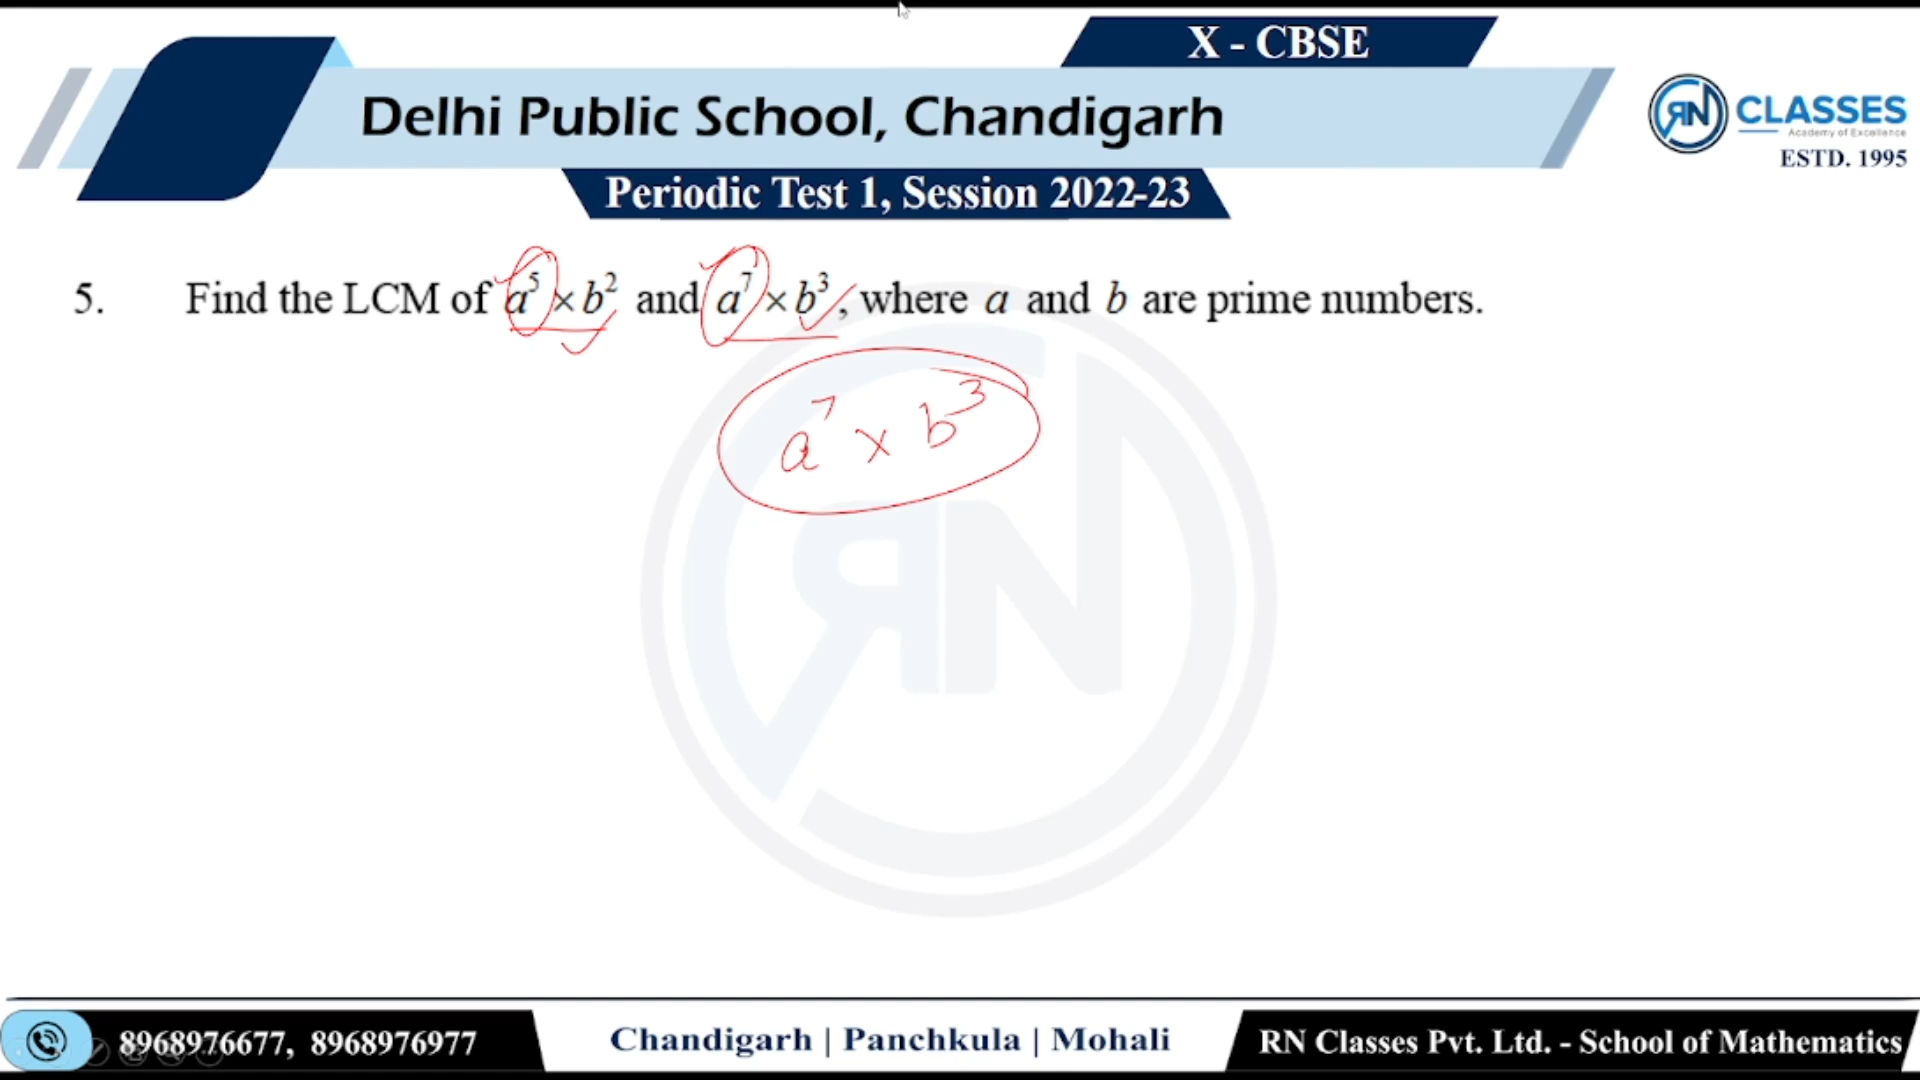 X - CBSE
Delhi Public School, Chandigarh
RN CLASSES
Academy of Excellence
ESTD. 1995
Periodic Test 1, Session 2022-23
5. Find the LCM of a⁵ × b² and a⁷ × b³, where a and b are prime numbers.
a⁷ × b³
RN
8968976677, 8968976977
Chandigarh | Panchkula | Mohali
RN Classes Pvt. Ltd. - School of Mathematics